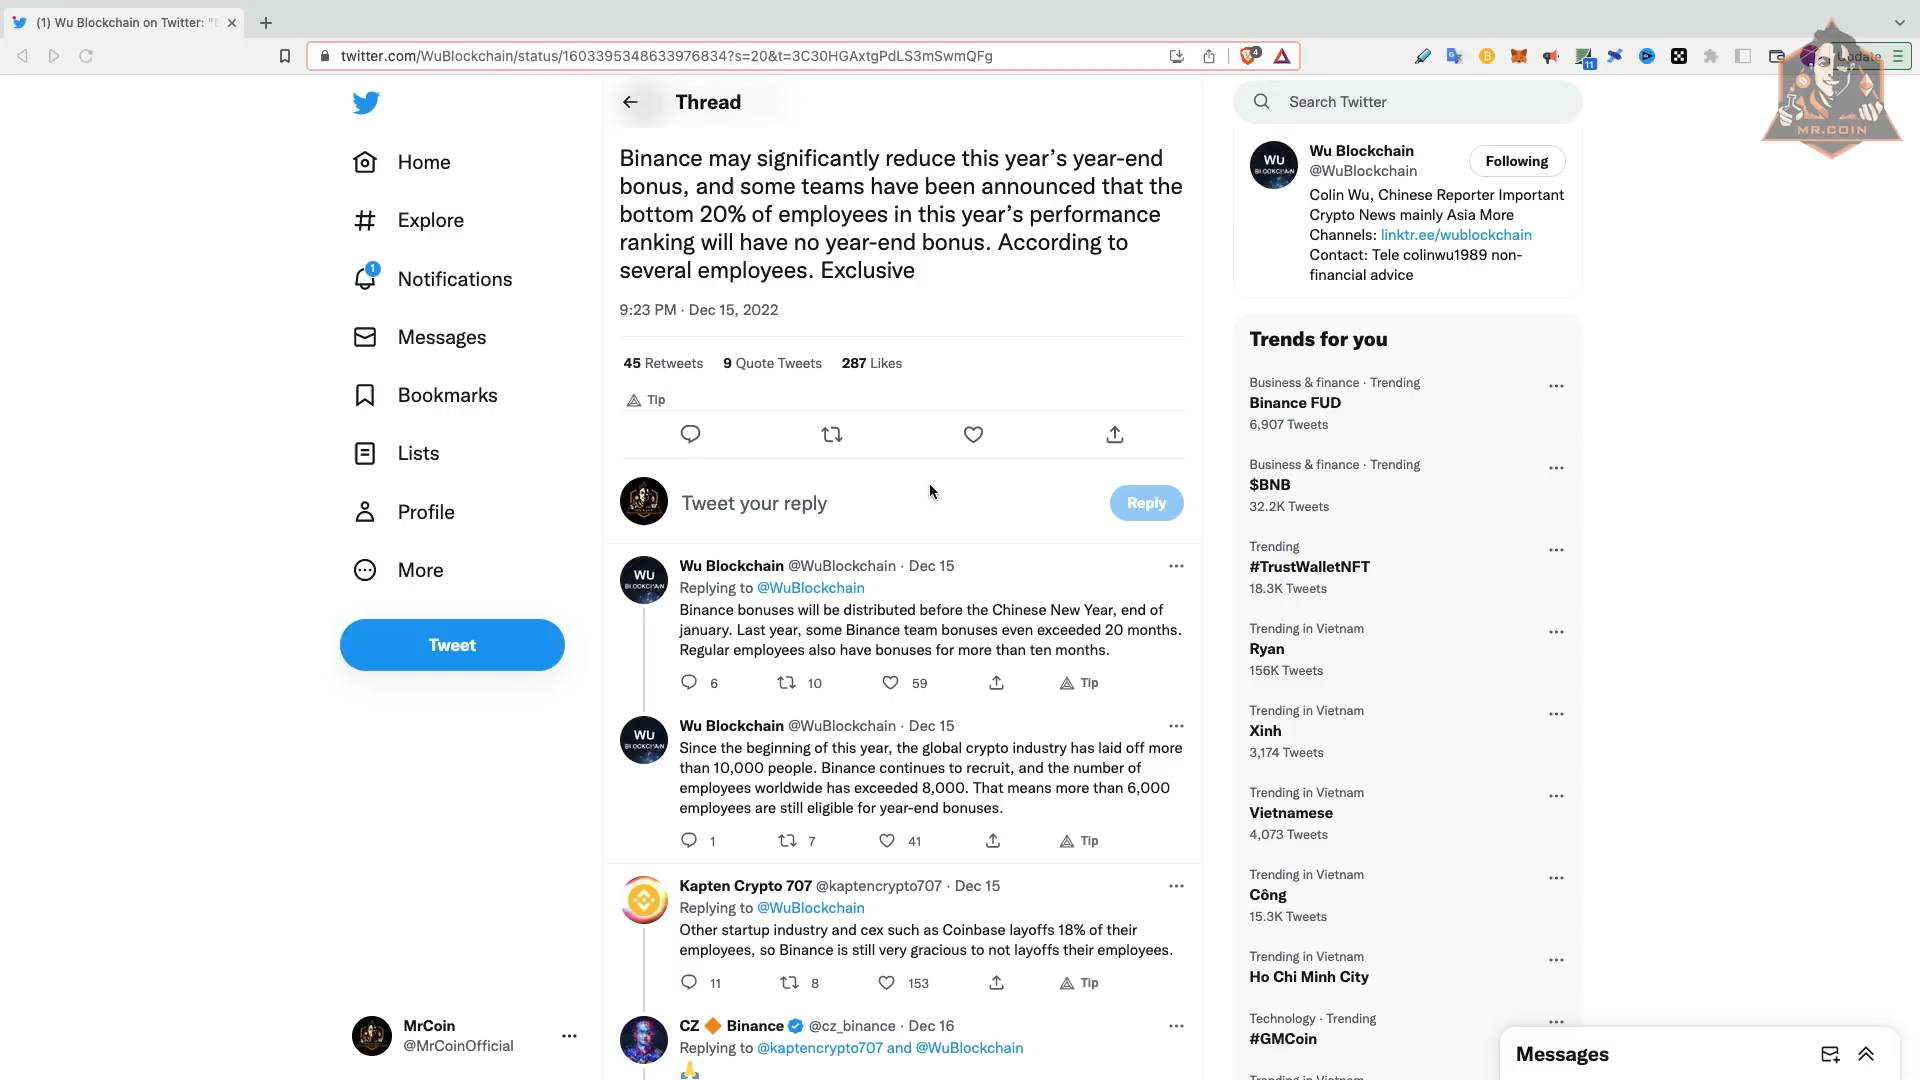 (1) Wu Blockchain on Twitter: "B
twitter.com/WuBlockchain/status/1603395348633976834?s=20&t=3C30HGAxtgPdLS3mSwmQFg
4
11
Update
MR.COIN
Home
Explore
1
Notifications
Messages
Bookmarks
Lists
Profile
More
Tweet
MrCoin
@MrCoinOfficial
Thread
Binance may significantly reduce this year’s year-end
bonus, and some teams have been announced that the
bottom 20% of employees in this year’s performance
ranking will have no year-end bonus. According to
several employees. Exclusive
9:23 PM · Dec 15, 2022
45 Retweets 9 Quote Tweets 287 Likes
Tip
Tweet your reply
Reply
WU
BLOCKCHAIN
Wu Blockchain @WuBlockchain · Dec 15
Replying to @WuBlockchain
Binance bonuses will be distributed before the Chinese New Year, end of
january. Last year, some Binance team bonuses even exceeded 20 months.
Regular employees also have bonuses for more than ten months.
6 10 59 Tip
WU
BLOCKCHAIN
Wu Blockchain @WuBlockchain · Dec 15
Since the beginning of this year, the global crypto industry has laid off more
than 10,000 people. Binance continues to recruit, and the number of
employees worldwide has exceeded 8,000. That means more than 6,000
employees are still eligible for year-end bonuses.
1 7 41 Tip
Kapten Crypto 707 @kaptencrypto707 · Dec 15
Replying to @WuBlockchain
Other startup industry and cex such as Coinbase layoffs 18% of their
employees, so Binance is still very gracious to not layoffs their employees.
11 8 153 Tip
CZ 🔶 Binance @cz_binance · Dec 16
Replying to @kaptencrypto707 and @WuBlockchain
🙏
Search Twitter
WU
BLOCKCHAIN
Wu Blockchain
@WuBlockchain
Following
Colin Wu, Chinese Reporter Important
Crypto News mainly Asia More
Channels: linktr.ee/wublockchain
Contact: Tele colinwu1989 non-
financial advice
Trends for you
Business & finance · Trending
Binance FUD
6,907 Tweets
Business & finance · Trending
$BNB
32.2K Tweets
Trending
#TrustWalletNFT
18.3K Tweets
Trending in Vietnam
Ryan
156K Tweets
Trending in Vietnam
Xinh
3,174 Tweets
Trending in Vietnam
Vietnamese
4,073 Tweets
Trending in Vietnam
Công
15.3K Tweets
Trending in Vietnam
Ho Chi Minh City
Technology · Trending
#GMCoin
Trending in Vietnam
Messages